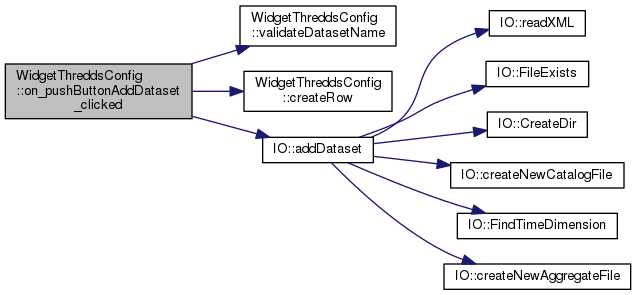 WidgetThreddsConfig
::on_pushButtonAddDataset
_clicked
WidgetThreddsConfig
::validateDatasetName
WidgetThreddsConfig
::createRow
IO::addDataset
IO::readXML
IO::FileExists
IO::CreateDir
IO::createNewCatalogFile
IO::FindTimeDimension
IO::createNewAggregateFile